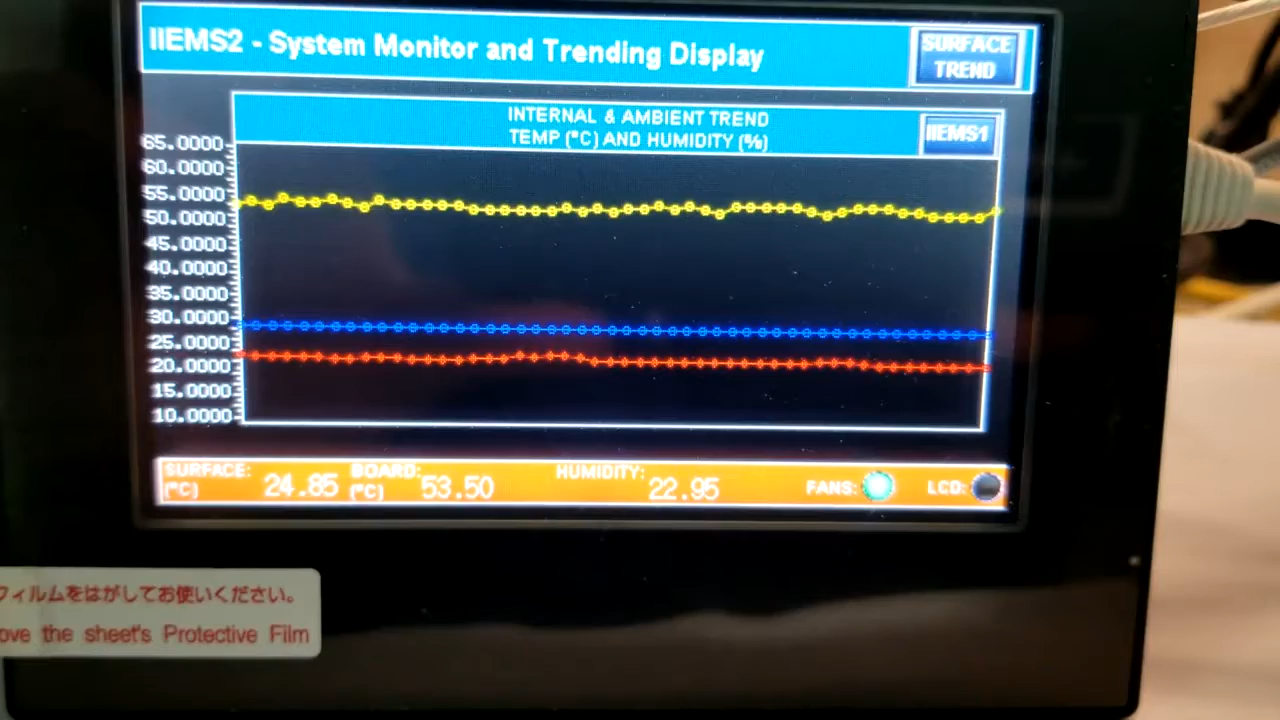 IIEMS2 - System Monitor and Trending Display
SURFACE
TREND
INTERNAL & AMBIENT TREND
TEMP (°C) AND HUMIDITY (%)
IIEMS1
65.0000
60.0000
55.0000
50.0000
45.0000
40.0000
35.0000
30.0000
25.0000
20.0000
15.0000
10.0000
SURFACE: (°C) 24.85
BOARD: (°C) 53.50
HUMIDITY: 22.95
FANS:
LCD:
フィルムをはがしてお使いください。
ove the sheet's Protective Film